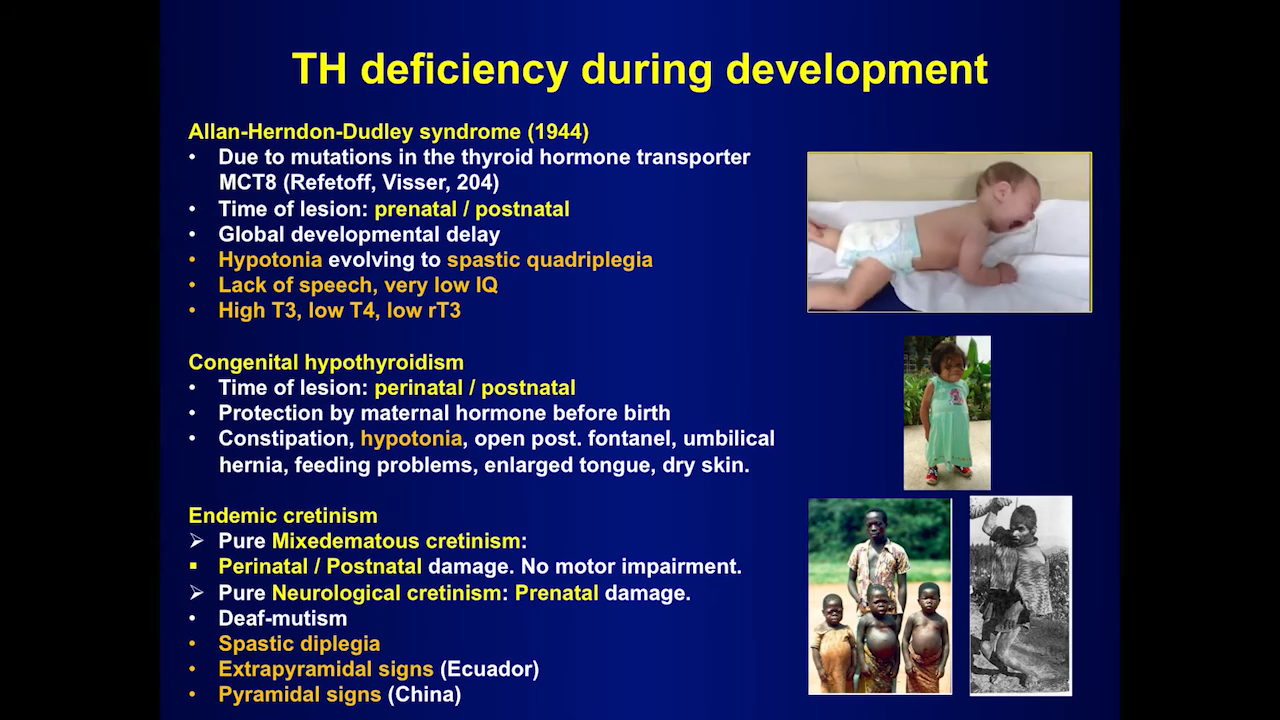 TH deficiency during development
Allan-Herndon-Dudley syndrome (1944)
• Due to mutations in the thyroid hormone transporter
MCT8 (Refetoff, Visser, 204)
• Time of lesion: prenatal / postnatal
• Global developmental delay
• Hypotonia evolving to spastic quadriplegia
• Lack of speech, very low IQ
• High T3, low T4, low rT3
Congenital hypothyroidism
• Time of lesion: perinatal / postnatal
• Protection by maternal hormone before birth
• Constipation, hypotonia, open post. fontanel, umbilical
hernia, feeding problems, enlarged tongue, dry skin.
Endemic cretinism
➢ Pure Mixedematous cretinism:
▪ Perinatal / Postnatal damage. No motor impairment.
➢ Pure Neurological cretinism: Prenatal damage.
• Deaf-mutism
• Spastic diplegia
• Extrapyramidal signs (Ecuador)
• Pyramidal signs (China)